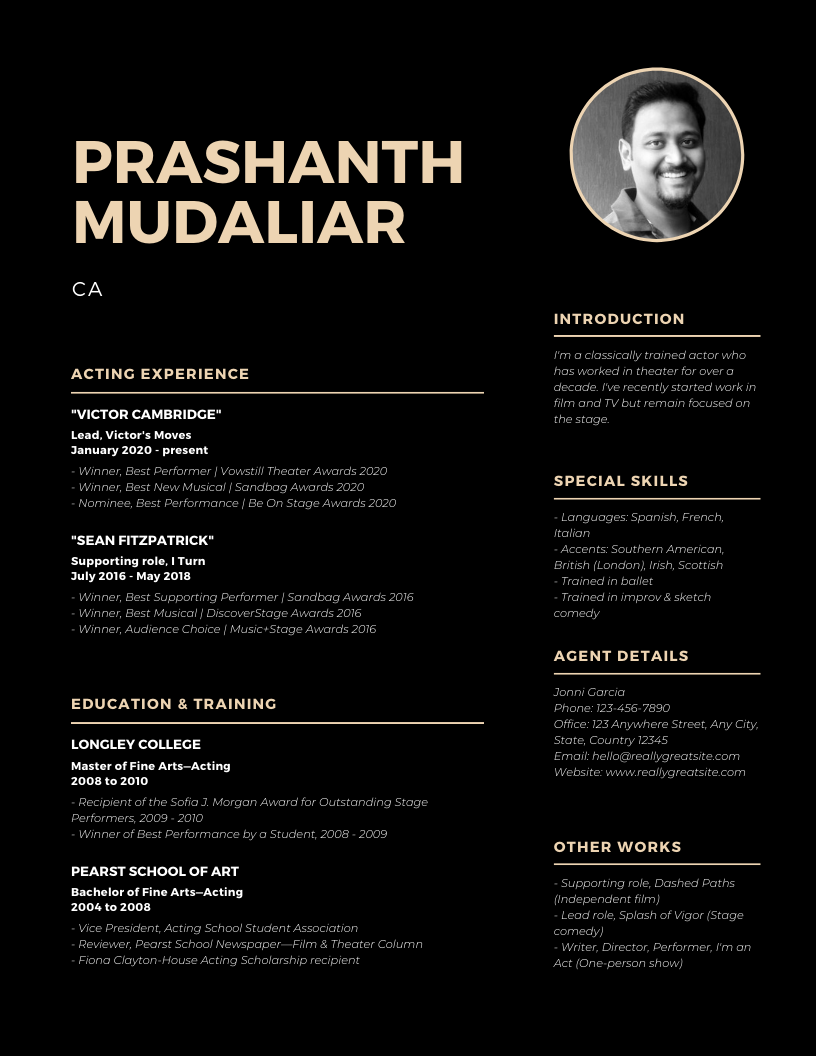 PRASHANTH
MUDALIAR
CA
ACTING EXPERIENCE
"VICTOR CAMBRIDGE"
Lead, Victor's Moves
January 2020 - present
- Winner, Best Performer | Vowstill Theater Awards 2020
- Winner, Best New Musical | Sandbag Awards 2020
- Nominee, Best Performance | Be On Stage Awards 2020
"SEAN FITZPATRICK"
Supporting role, I Turn
July 2016 - May 2018
- Winner, Best Supporting Performer | Sandbag Awards 2016
- Winner, Best Musical | DiscoverStage Awards 2016
- Winner, Audience Choice | Music+Stage Awards 2016
EDUCATION & TRAINING
LONGLEY COLLEGE
Master of Fine Arts—Acting
2008 to 2010
- Recipient of the Sofia J. Morgan Award for Outstanding Stage
Performers, 2009 - 2010
- Winner of Best Performance by a Student, 2008 - 2009
PEARST SCHOOL OF ART
Bachelor of Fine Arts—Acting
2004 to 2008
- Vice President, Acting School Student Association
- Reviewer, Pearst School Newspaper—Film & Theater Column
- Fiona Clayton-House Acting Scholarship recipient
INTRODUCTION
I'm a classically trained actor who
has worked in theater for over a
decade. I've recently started work in
film and TV but remain focused on
the stage.
SPECIAL SKILLS
- Languages: Spanish, French,
Italian
- Accents: Southern American,
British (London), Irish, Scottish
- Trained in ballet
- Trained in improv & sketch
comedy
AGENT DETAILS
Jonni Garcia
Phone: 123-456-7890
Office: 123 Anywhere Street, Any City,
State, Country 12345
Email: hello@reallygreatsite.com
Website: www.reallygreatsite.com
OTHER WORKS
- Supporting role, Dashed Paths
(Independent film)
- Lead role, Splash of Vigor (Stage
comedy)
- Writer, Director, Performer, I'm an
Act (One-person show)